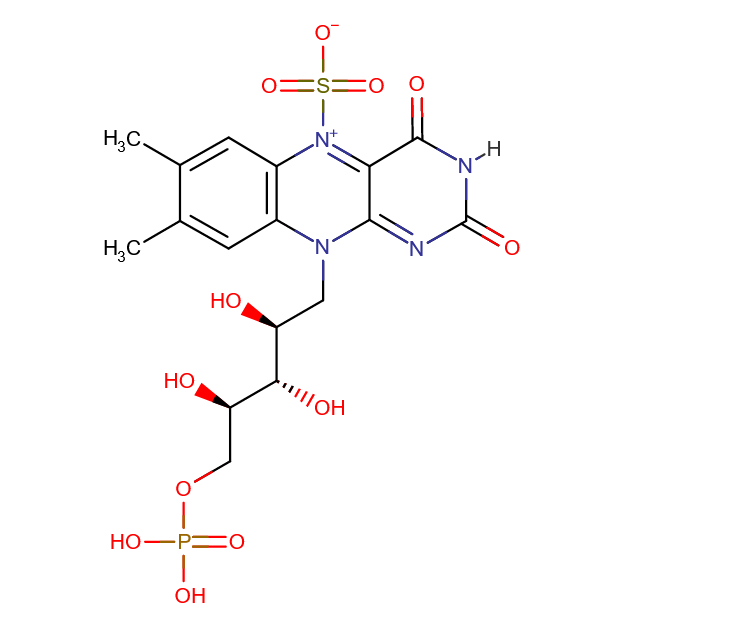 O−
O S O O
H3C N+ H
N
H3C N N O
HO
HO
OH
O
HO P O
OH